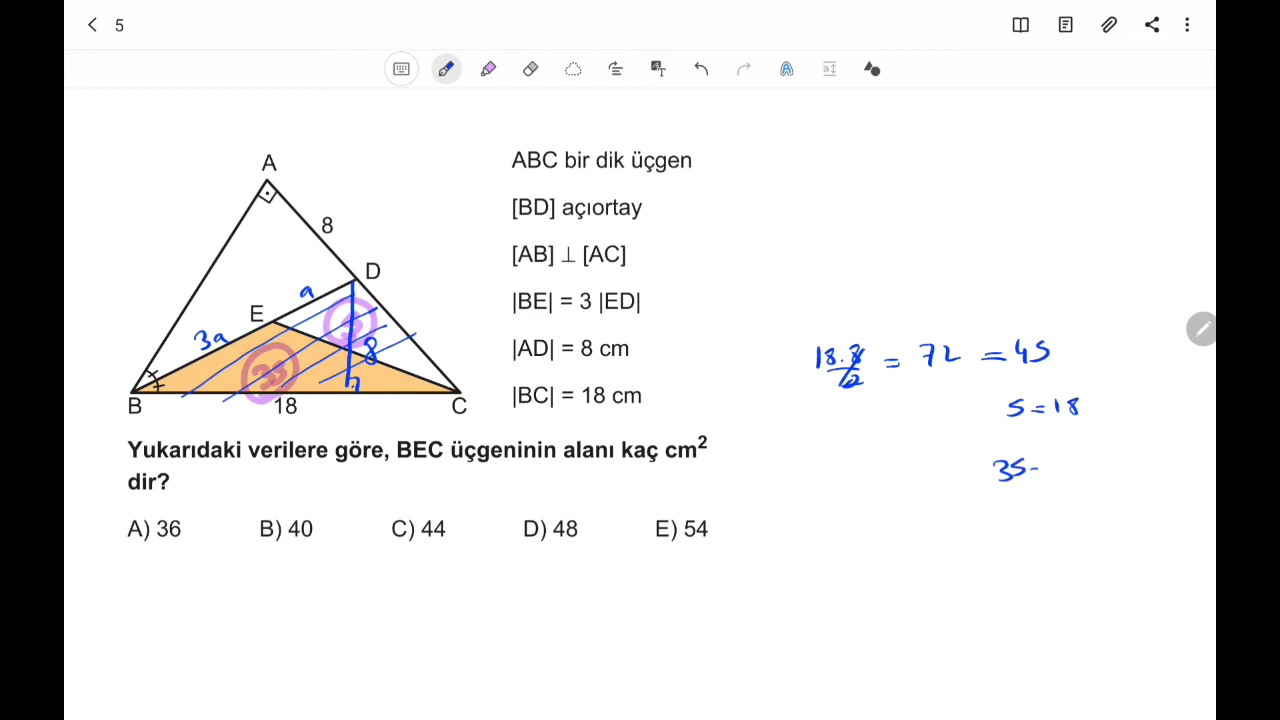 5
A
8
D
a
E
3a
S
8
3S
B
18
C
ABC bir dik üçgen
[BD] açıortay
[AB] ⊥ [AC]
|BE| = 3 |ED|
|AD| = 8 cm
|BC| = 18 cm
Yukarıdaki verilere göre, BEC üçgeninin alanı kaç cm²
dir?
A) 36 B) 40 C) 44 D) 48 E) 54
18.8/2 = 72 = 4S
S = 18
3S-